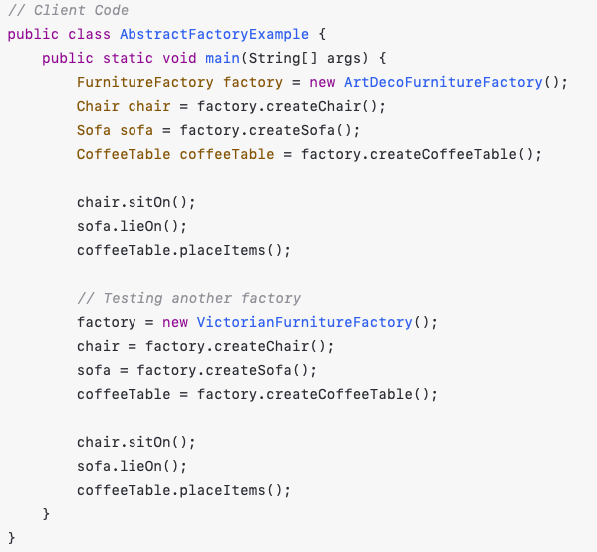 // Client Code
public class AbstractFactoryExample {
    public static void main(String[] args) {
        FurnitureFactory factory = new ArtDecoFurnitureFactory();
        Chair chair = factory.createChair();
        Sofa sofa = factory.createSofa();
        CoffeeTable coffeeTable = factory.createCoffeeTable();

        chair.sitOn();
        sofa.lieOn();
        coffeeTable.placeItems();

        // Testing another factory
        factory = new VictorianFurnitureFactory();
        chair = factory.createChair();
        sofa = factory.createSofa();
        coffeeTable = factory.createCoffeeTable();

        chair.sitOn();
        sofa.lieOn();
        coffeeTable.placeItems();
    }
}